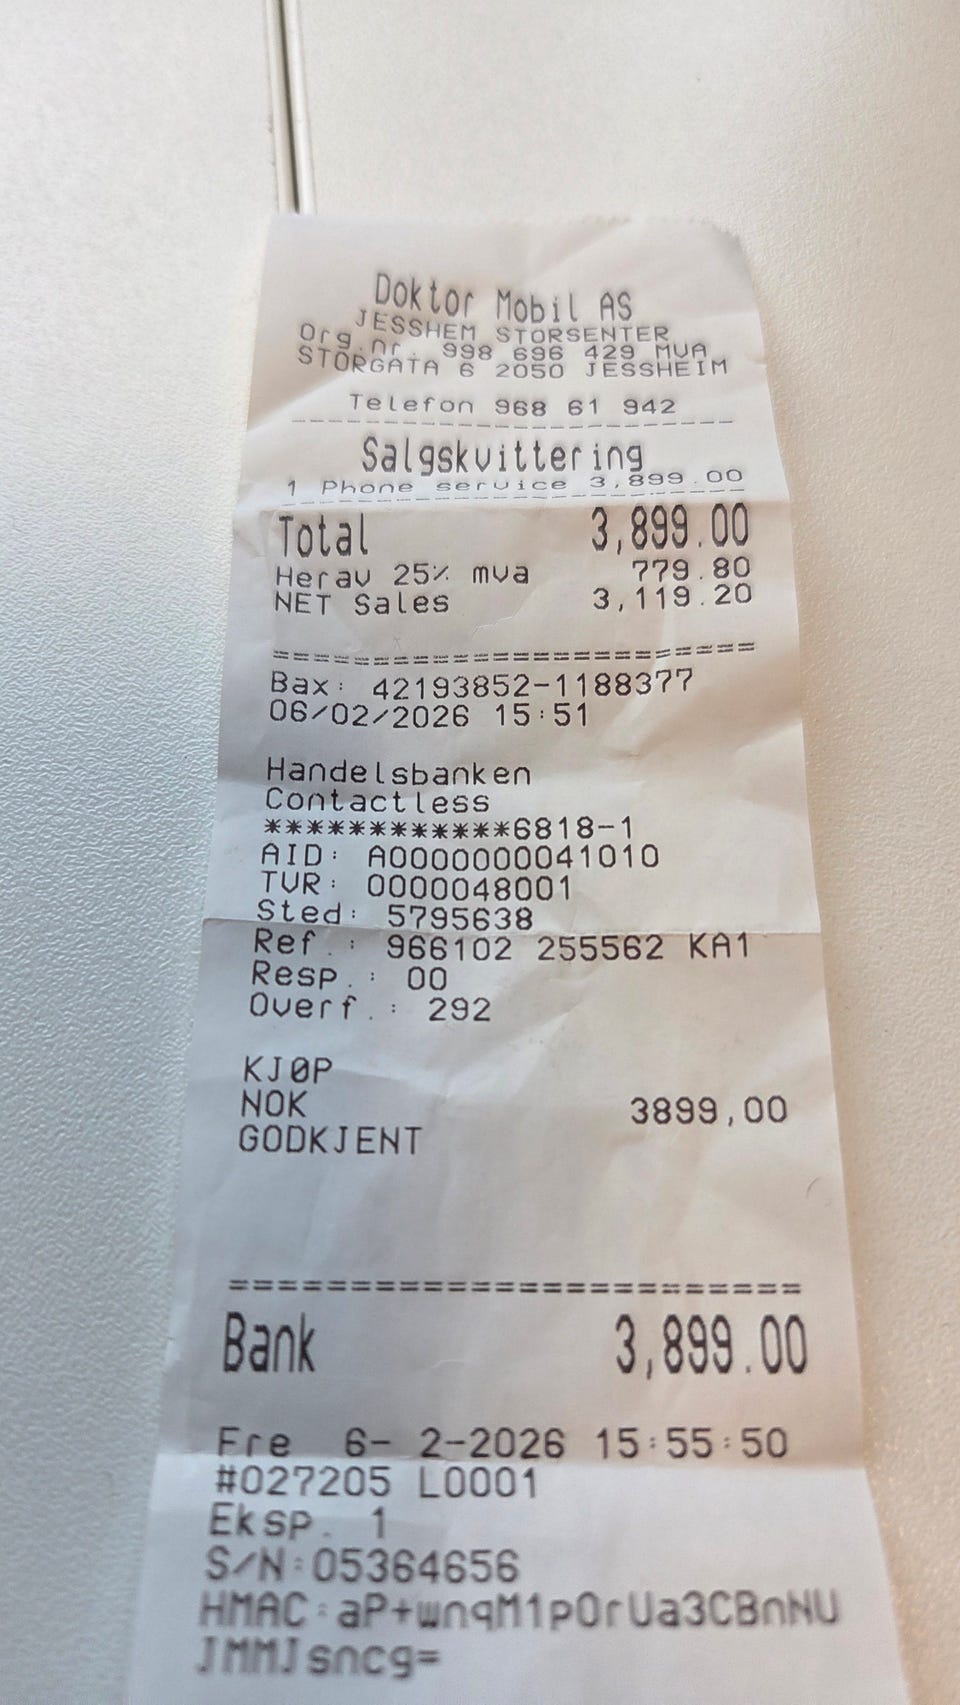 Doktor Mobil AS
JESSHEM STORSENTER
Org.nr. 998 696 429 MVA
STORGATA 6 2050 JESSHEIM
Telefon 968 61 942
Salgskvittering
1 Phone service 3,899.00
Total 3,899.00
Herav 25% mva 779.80
NET Sales 3,119.20
==========================
Bax: 42193852-1188377
06/02/2026 15:51
Handelsbanken
Contactless
************6818-1
AID: A0000000041010
TVR: 0000048001
Sted: 5795638
Ref.: 966102 255562 KA1
Resp.: 00
Overf.: 292
KJØP
NOK 3899,00
GODKJENT
========================
Bank 3,899.00
Fre 6- 2-2026 15:55:50
#027205 L0001
Eksp. 1
S/N:05364656
HMAC:aP+wnqM1pOrUa3CBnNU
JMMJsncg=